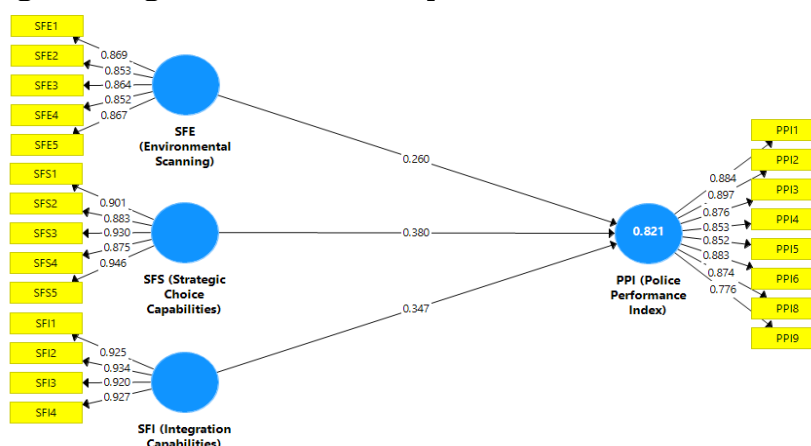 SFE1
SFE2
SFE3
SFE4
SFE5
0.869
0.853
0.864
0.852
0.867
SFE
(Environmental
Scanning)
SFS1
SFS2
SFS3
SFS4
SFS5
0.901
0.883
0.930
0.875
0.946
SFS (Strategic
Choice
Capabilities)
SFI1
SFI2
SFI3
SFI4
0.925
0.934
0.920
0.927
SFI (Integration
Capabilities)
0.260
0.380
0.347
0.821
PPI (Police
Performance
Index)
0.884
0.897
0.876
0.853
0.852
0.883
0.874
0.776
PPI1
PPI2
PPI3
PPI4
PPI5
PPI6
PPI8
PPI9